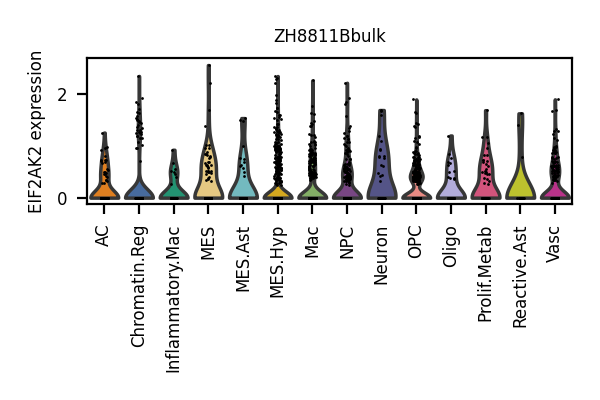 ZH8811Bbulk
EIF2AK2 expression
2
0
AC
Chromatin.Reg
Inflammatory.Mac
MES
MES.Ast
MES.Hyp
Mac
NPC
Neuron
OPC
Oligo
Prolif.Metab
Reactive.Ast
Vasc